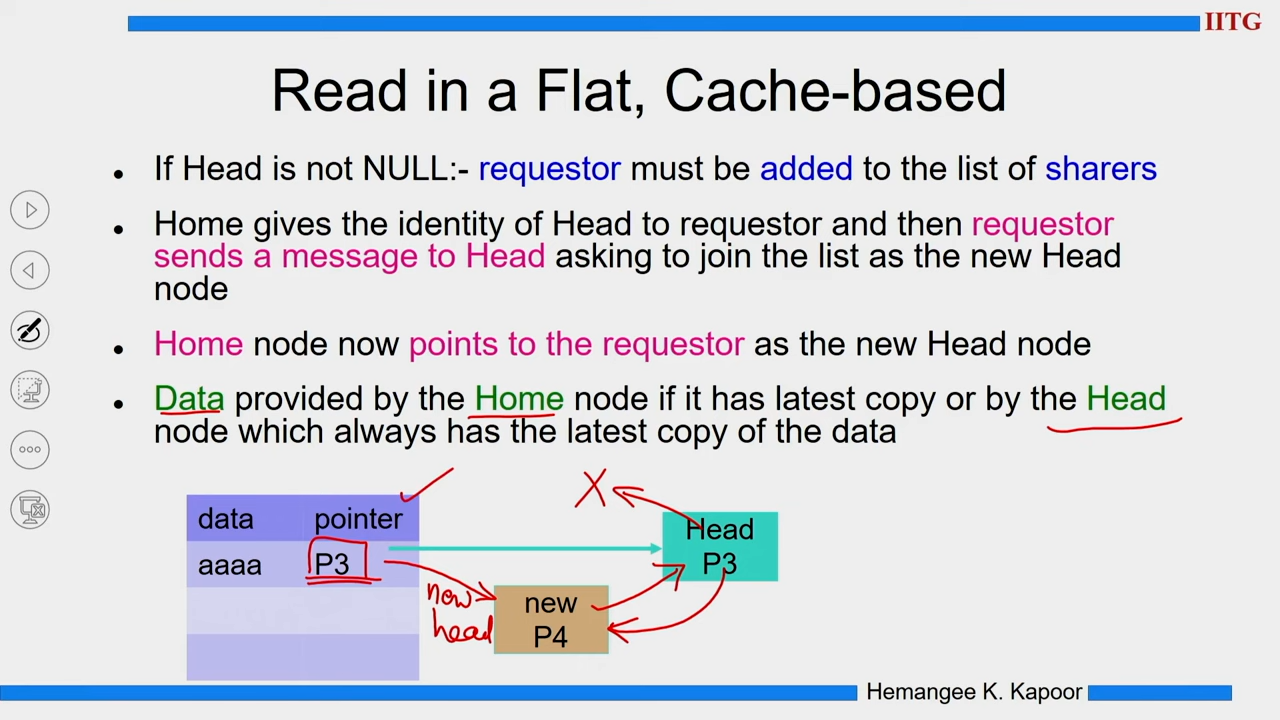 IITG
Read in a Flat, Cache-based
• If Head is not NULL:- requestor must be added to the list of sharers
• Home gives the identity of Head to requestor and then requestor
sends a message to Head asking to join the list as the new Head
node
• Home node now points to the requestor as the new Head node
• Data provided by the Home node if it has latest copy or by the Head
node which always has the latest copy of the data
X
data pointer
Head
aaaa P3
P3
new
head
new
P4
Hemangee K. Kapoor